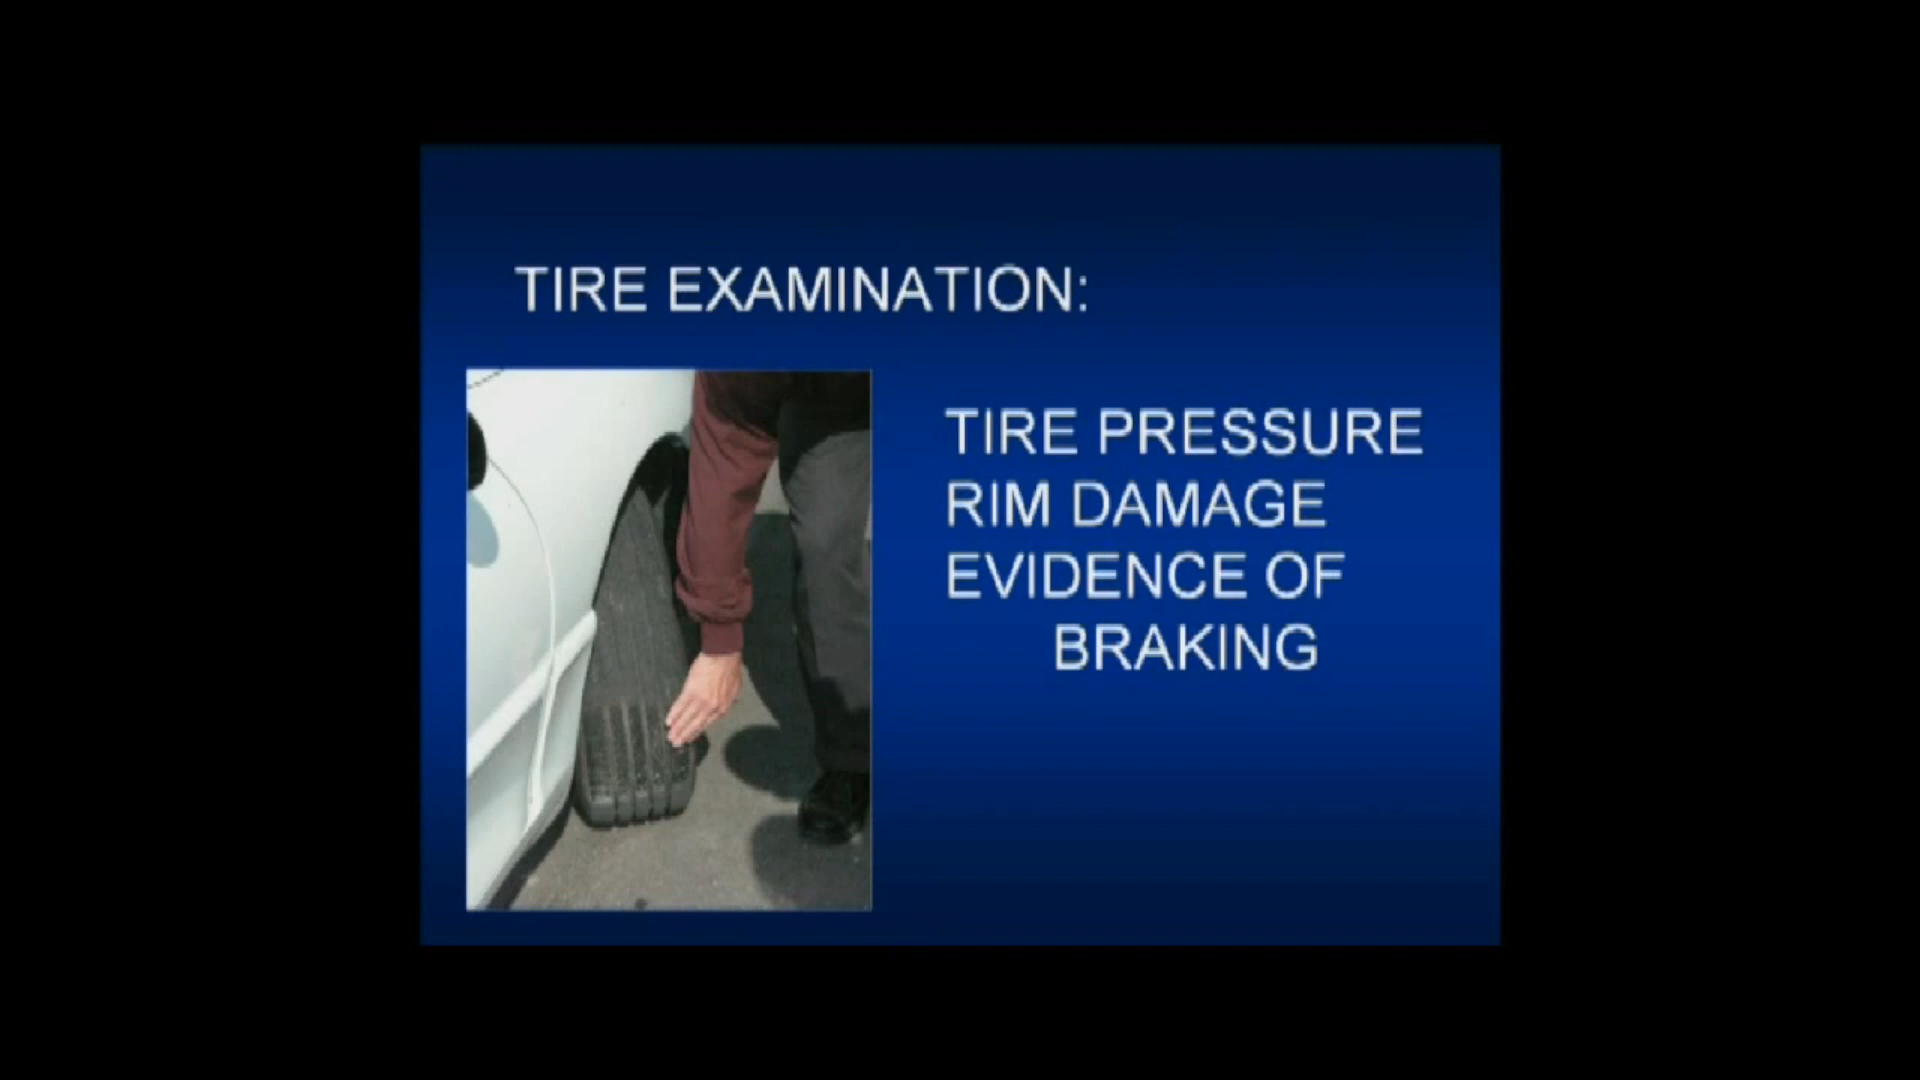 TIRE EXAMINATION:
TIRE PRESSURE
RIM DAMAGE
EVIDENCE OF
BRAKING